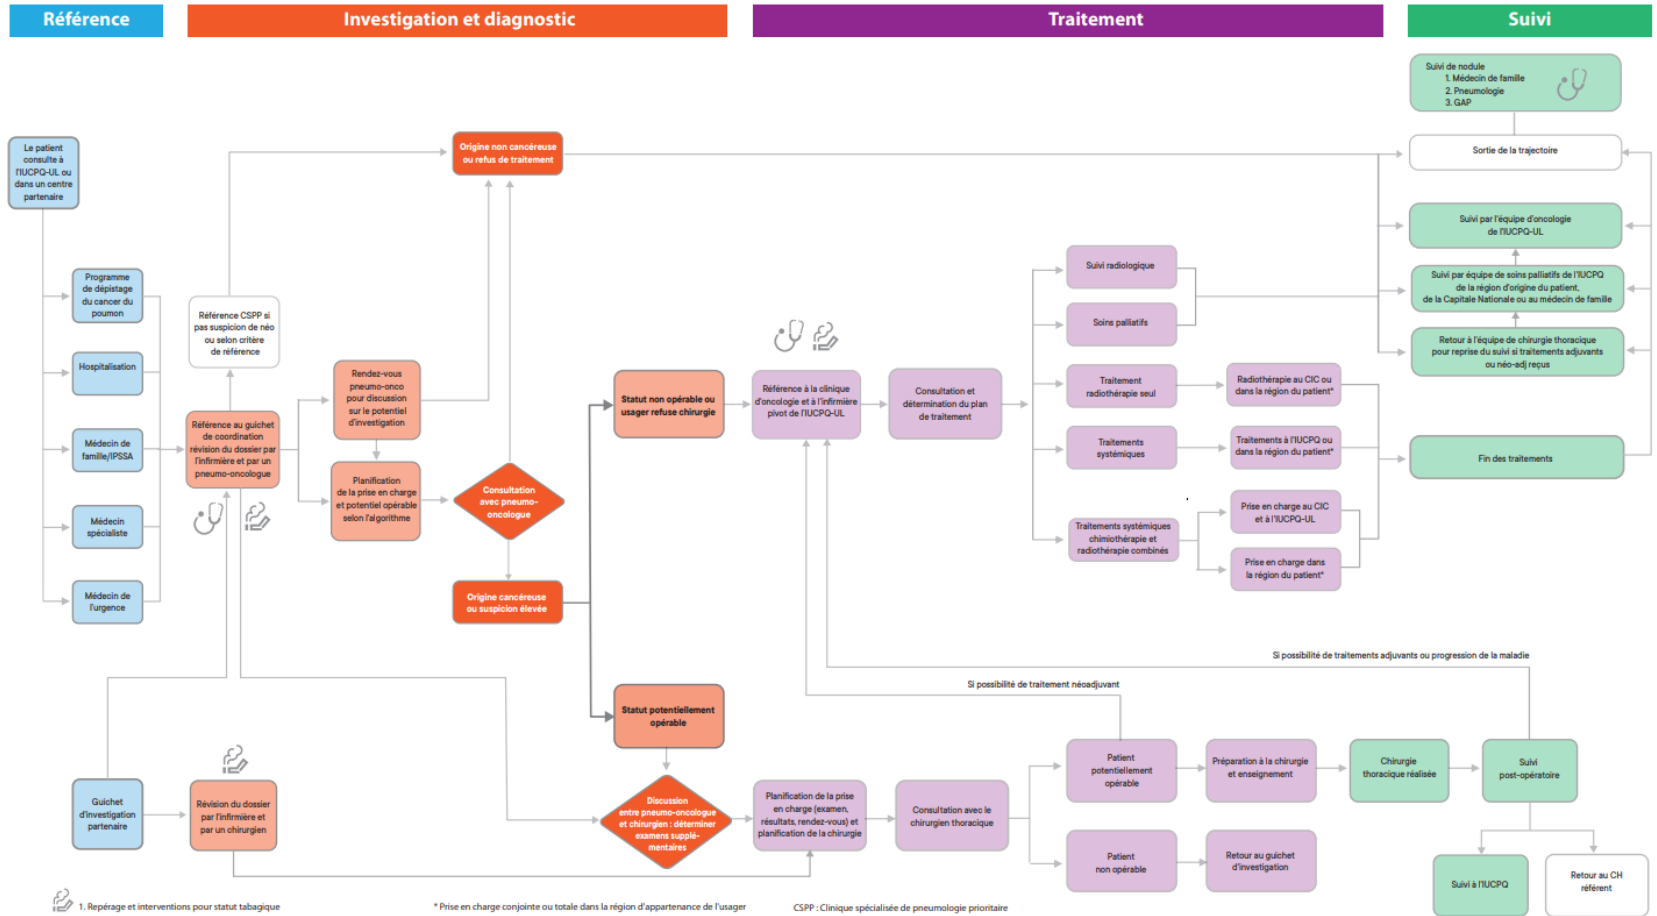 Référence
Investigation et diagnostic
Traitement
Suivi
Le patient
consulte à
l'IUCPQ-UL ou
dans un centre
partenaire
Programme
de dépistage
du cancer du
poumon
Hospitalisation
Médecin de
famille/IPSSA
Médecin
spécialiste
Médecin de
l'urgence
Guichet
d'investigation
partenaire
Référence CSPP si
pas suspicion de néo
ou selon critère
de référence
Référence au guichet
de coordination
révision du dossier par
l'infirmière et par un
pneumo-oncologue
Révision du dossier
par l'infirmière et
par un chirurgien
Rendez-vous
pneumo-onco
pour discussion
sur le potentiel
d'investigation
Planification
de la prise en charge
et potentiel opérable
selon l'algorithme
Origine non cancéreuse
ou refus de traitement
Consultation
avec pneumo-
oncologue
Origine cancéreuse
ou suspicion élevée
Statut non opérable ou
usager refuse chirurgie
Statut potentiellement
opérable
Discussion
entre pneumo-oncologue
et chirurgien : déterminer
examens supplé-
mentaires
Référence à la clinique
d'oncologie et à l'infirmière
pivot de l'IUCPQ-UL
Consultation et
détermination du plan
de traitement
Suivi radiologique
Soins palliatifs
Traitement
radiothérapie seul
Radiothérapie au CIC ou
dans la région du patient*
Traitements
systémiques
Traitements à l'IUCPQ ou
dans la région du patient*
Traitements systémiques
chimiothérapie et
radiothérapie combinés
Prise en charge au CIC
et à l'IUCPQ-UL
Prise en charge dans
la région du patient*
Suivi de nodule
1. Médecin de famille
2. Pneumologie
3. GAP
Sortie de la trajectoire
Suivi par l'équipe d'oncologie
de l'IUCPQ-UL
Suivi par équipe de soins palliatifs de l'IUCPQ
de la région d'origine du patient,
de la Capitale Nationale ou au médecin de famille
Retour à l'équipe de chirurgie thoracique
pour reprise du suivi si traitements adjuvants
ou néo-adj reçus
Fin des traitements
Si possibilité de traitements adjuvants ou progression de la maladie
Si possibilité de traitement néoadjuvant
Planification de la prise
en charge (examen,
résultats, rendez-vous) et
planification de la chirurgie
Consultation avec le
chirurgien thoracique
Patient
potentiellement
opérable
Préparation à la chirurgie
et enseignement
Chirurgie
thoracique réalisée
Suivi
post-opératoire
Patient
non opérable
Retour au guichet
d'investigation
Suivi à l'IUCPQ
Retour au CH
référent
1. Repérage et interventions pour statut tabagique
* Prise en charge conjointe ou totale dans la région d'appartenance de l'usager
CSPP : Clinique spécialisée de pneumologie prioritaire